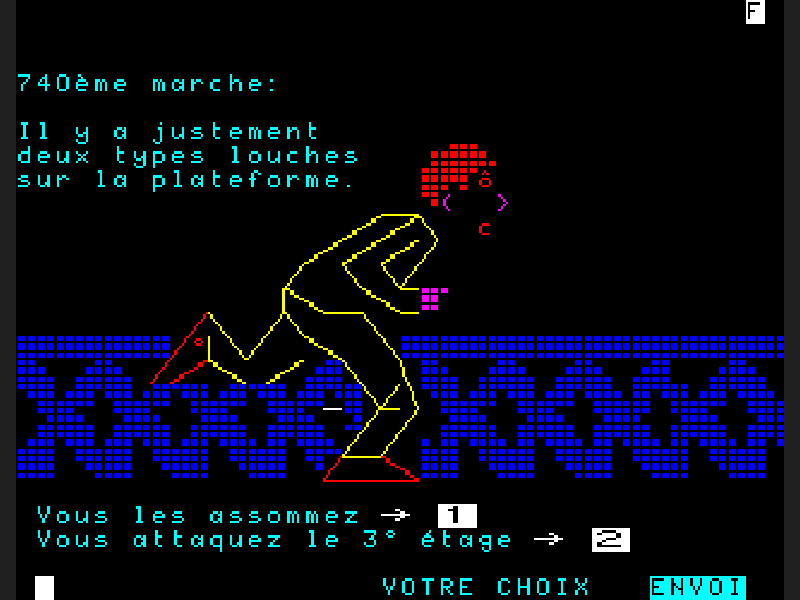 F
740ème marche:
Il y a justement
deux types louches
sur la plateforme.
Vous les assommez → 1
Vous attaquez le 3° étage → 2
VOTRE CHOIX ENVOI